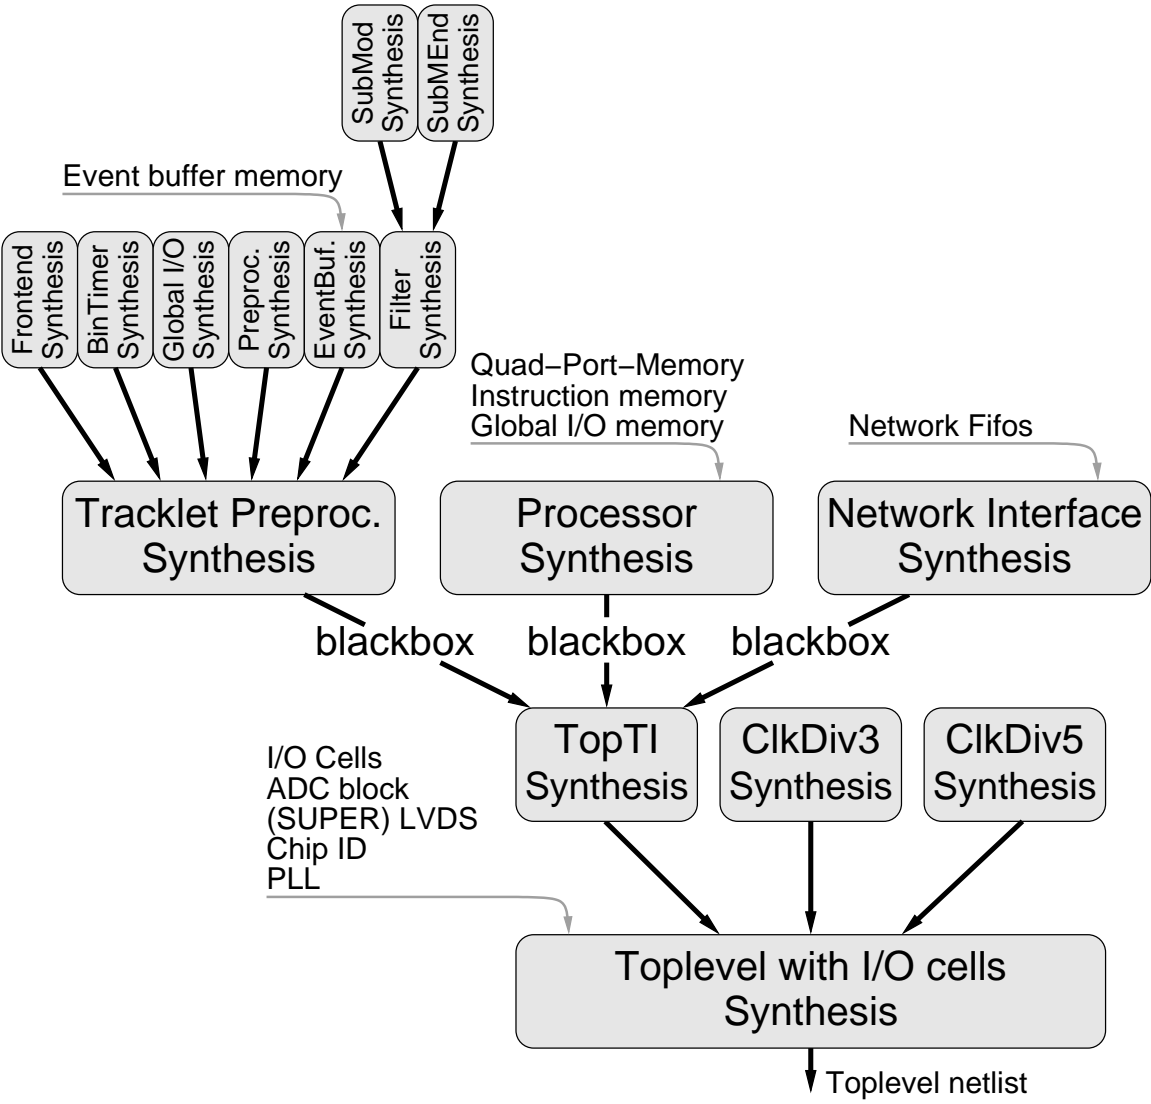 SubMod
Synthesis
SubMEnd
Synthesis
Event buffer memory
Frontend
Synthesis
BinTimer
Synthesis
Global I/O
Synthesis
Preproc.
Synthesis
EventBuf.
Synthesis
Filter
Synthesis
Quad−Port−Memory
Instruction memory
Global I/O memory
Network Fifos
Tracklet Preproc.
Synthesis
Processor
Synthesis
Network Interface
Synthesis
blackbox
blackbox
blackbox
TopTI
Synthesis
ClkDiv3
Synthesis
ClkDiv5
Synthesis
I/O Cells
ADC block
(SUPER) LVDS
Chip ID
PLL
Toplevel with I/O cells
Synthesis
Toplevel netlist